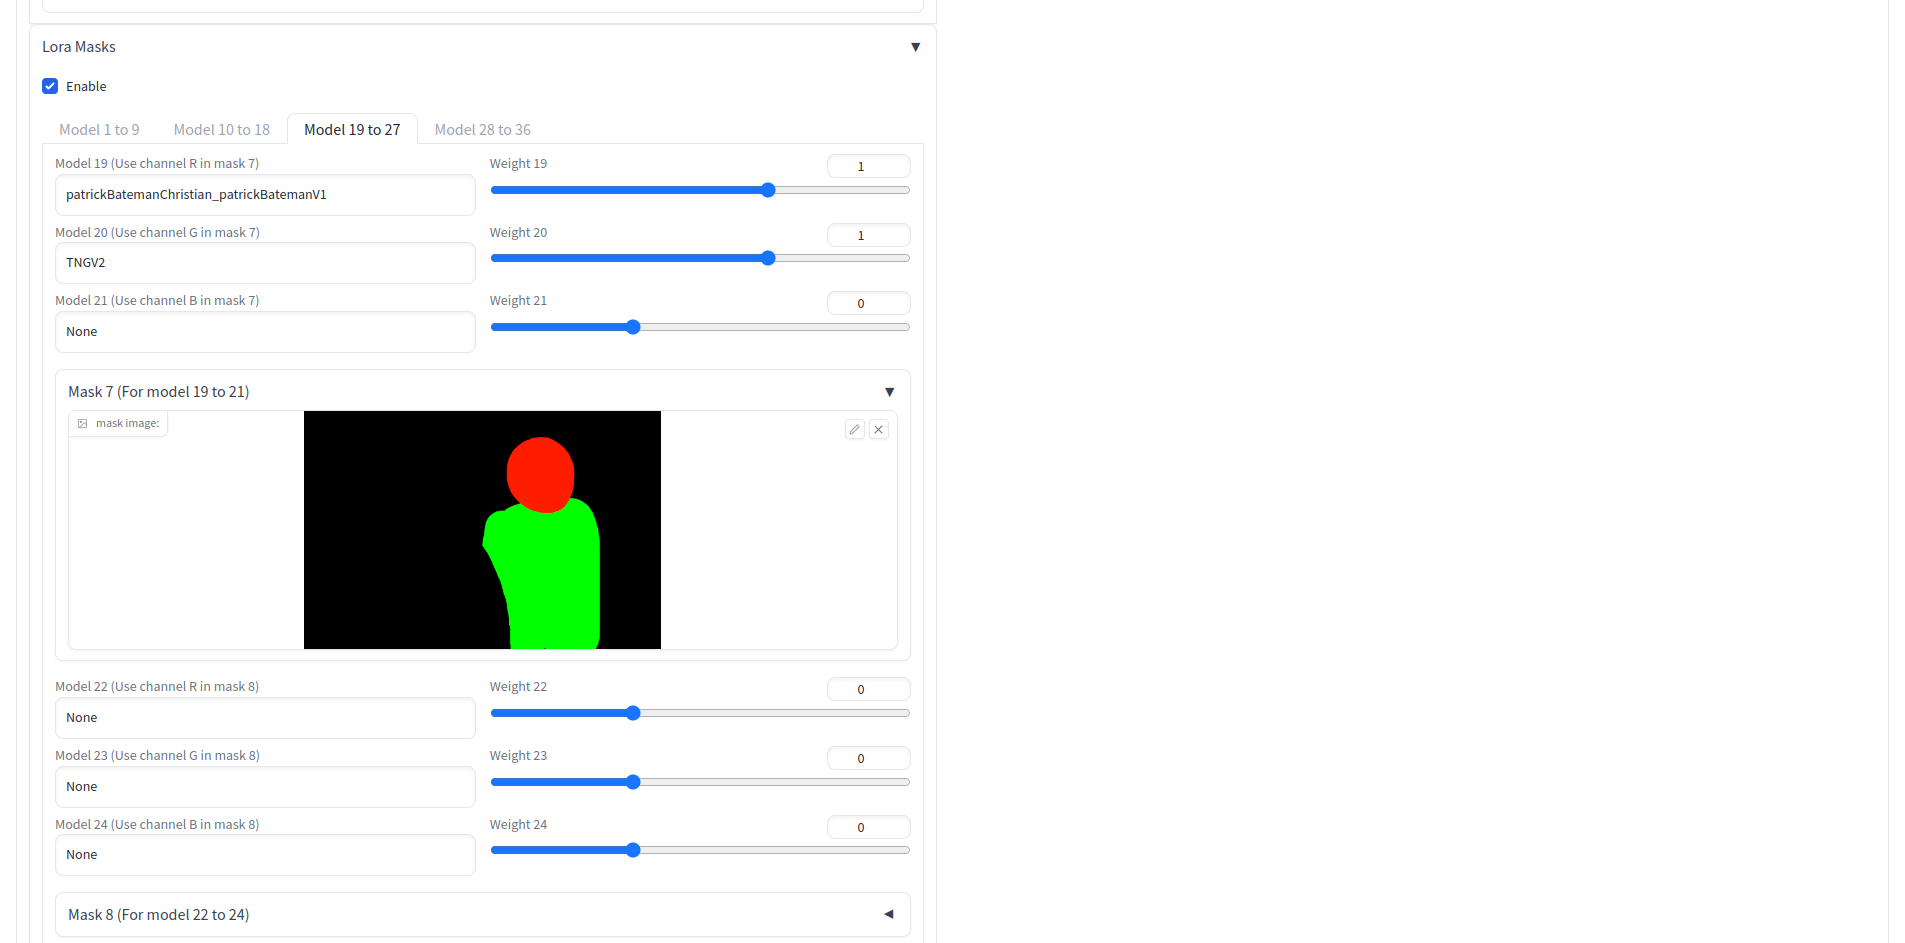 Lora Masks
Enable
Model 1 to 9 Model 10 to 18 Model 19 to 27 Model 28 to 36
Model 19 (Use channel R in mask 7) Weight 19 1
patrickBatemanChristian_patrickBatemanV1
Model 20 (Use channel G in mask 7) Weight 20 1
TNGV2
Model 21 (Use channel B in mask 7) Weight 21 0
None
Mask 7 (For model 19 to 21)
mask image:
Model 22 (Use channel R in mask 8) Weight 22 0
None
Model 23 (Use channel G in mask 8) Weight 23 0
None
Model 24 (Use channel B in mask 8) Weight 24 0
None
Mask 8 (For model 22 to 24)